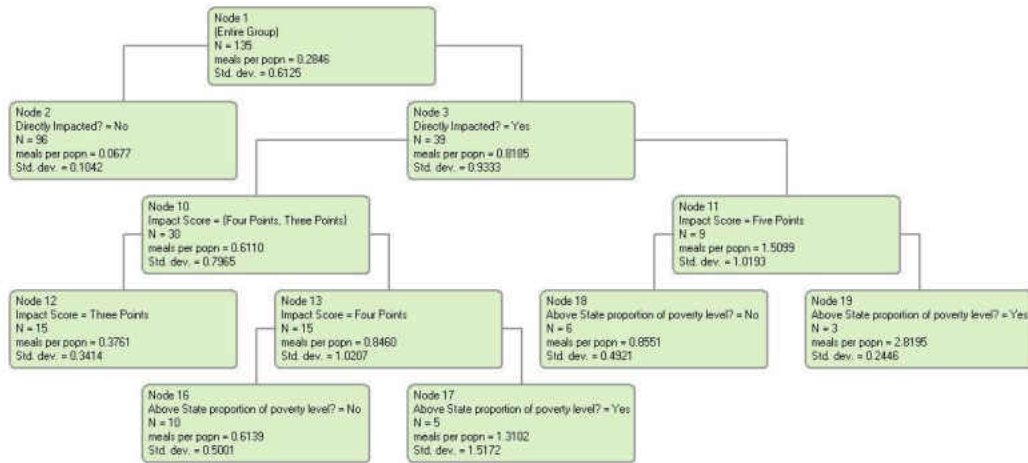 Node 1
(Entire Group)
N = 135
meals per popn = 0.2846
Std. dev. = 0.6125
Node 2
Directly Impacted? = No
N = 96
meals per popn = 0.0677
Std. dev. = 0.1042
Node 3
Directly Impacted? = Yes
N = 39
meals per popn = 0.8185
Std. dev. = 0.9333
Node 10
Impact Score = {Four Points, Three Points}
N = 30
meals per popn = 0.6110
Std. dev. = 0.7965
Node 11
Impact Score = Five Points
N = 9
meals per popn = 1.5099
Std. dev. = 1.0193
Node 12
Impact Score = Three Points
N = 15
meals per popn = 0.3761
Std. dev. = 0.3414
Node 13
Impact Score = Four Points
N = 15
meals per popn = 0.8460
Std. dev. = 1.0207
Node 18
Above State proportion of poverty level? = No
N = 6
meals per popn = 0.8551
Std. dev. = 0.4921
Node 19
Above State proportion of poverty level? = Yes
N = 3
meals per popn = 2.8195
Std. dev. = 0.2446
Node 16
Above State proportion of poverty level? = No
N = 10
meals per popn = 0.6139
Std. dev. = 0.5001
Node 17
Above State proportion of poverty level? = Yes
N = 5
meals per popn = 1.3102
Std. dev. = 1.5172